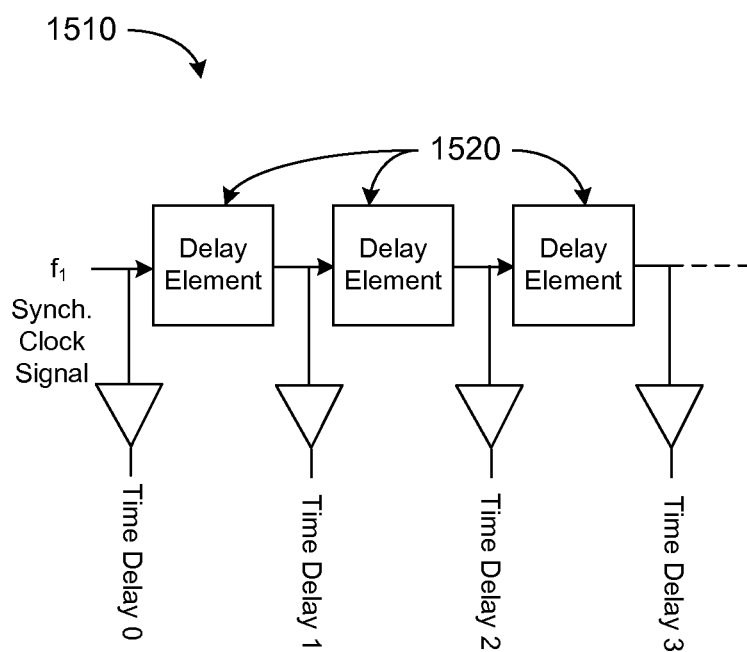 1510
1520
Delay
Element
Delay
Element
Delay
Element
f₁
Synch.
Clock
Signal
Time Delay 0
Time Delay 1
Time Delay 2
Time Delay 3